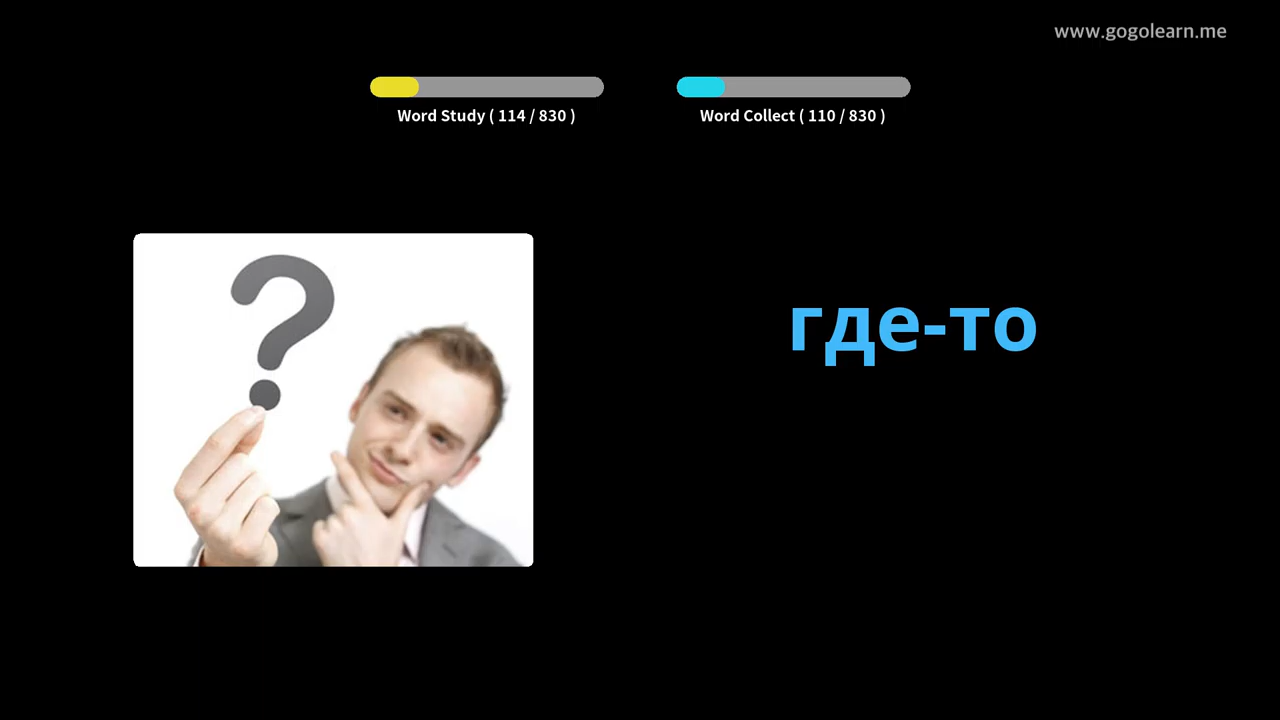 www.gogolearn.me
Word Study ( 114 / 830 )
Word Collect ( 110 / 830 )
?
где-то